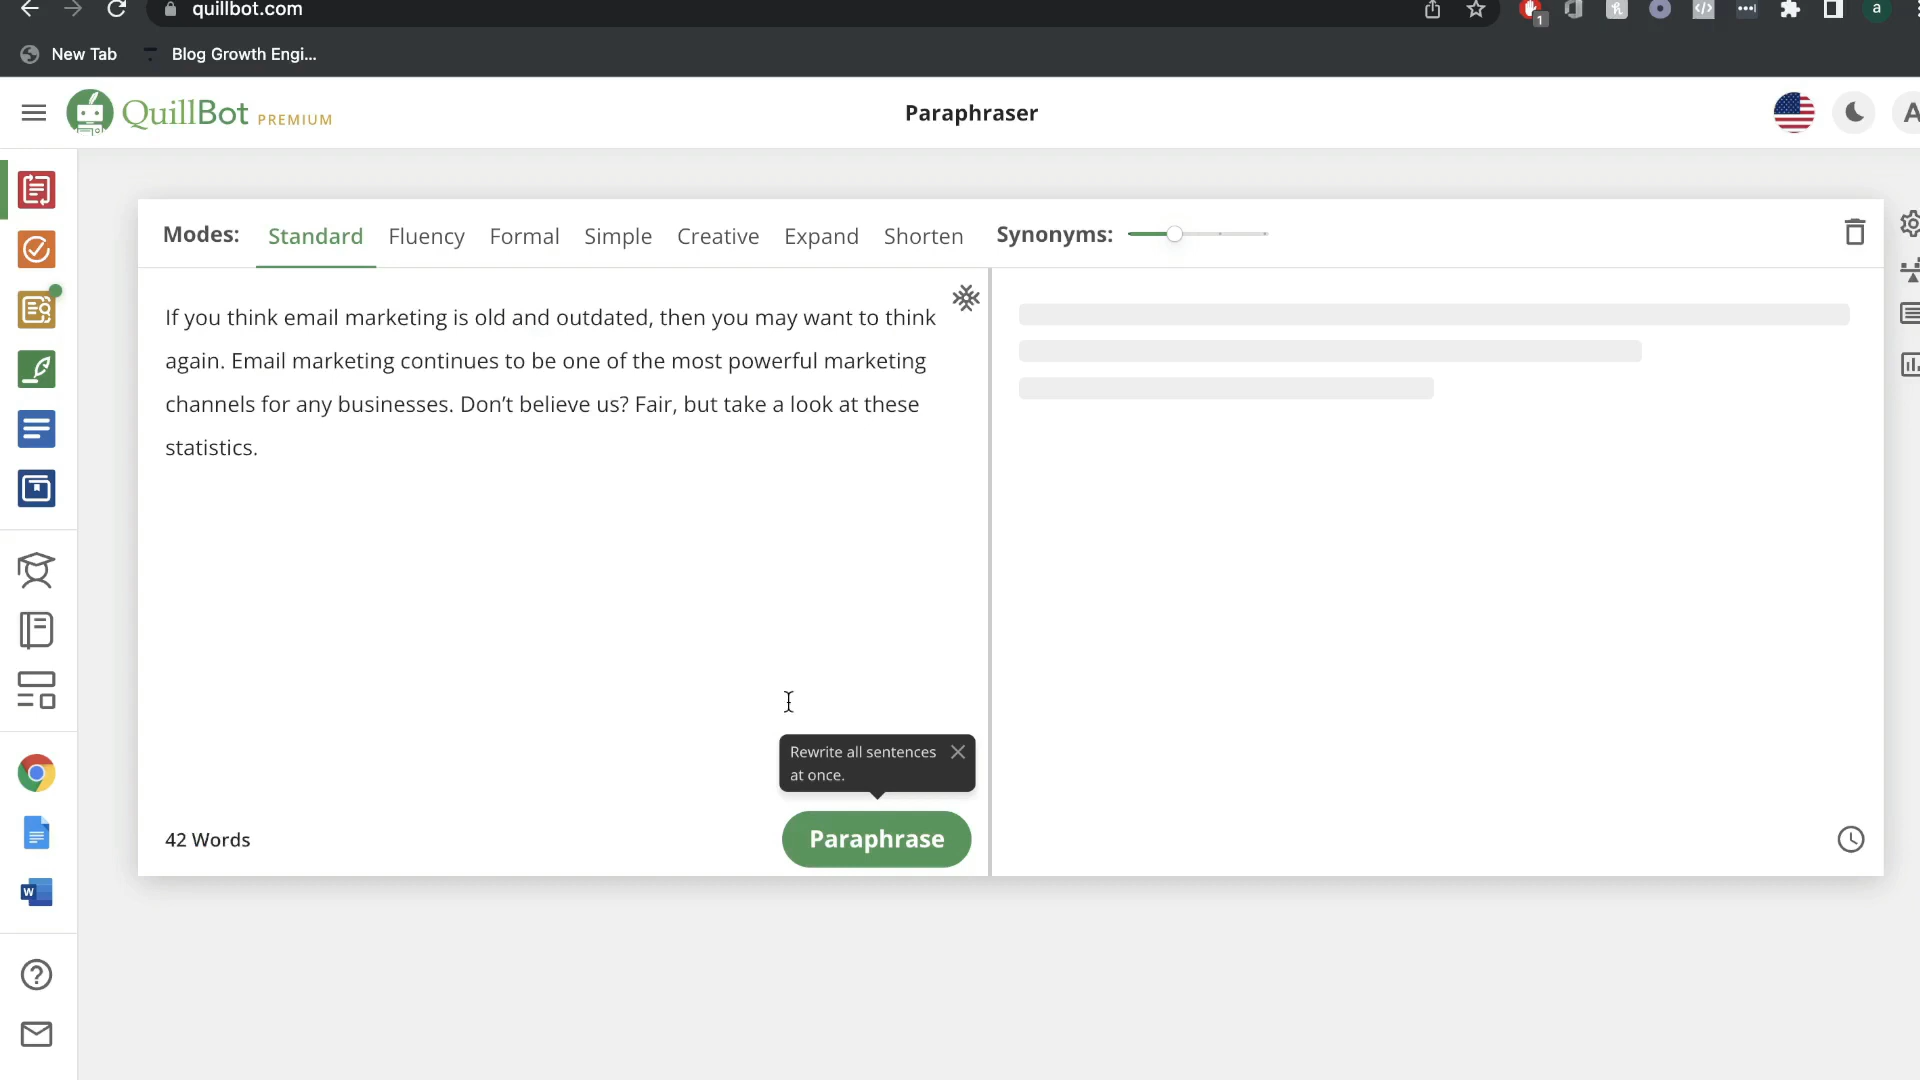 quillbot.com
1
a
New Tab
Blog Growth Engi...
QuillBot PREMIUM
Paraphraser
A
Modes: Standard Fluency Formal Simple Creative Expand Shorten Synonyms:
If you think email marketing is old and outdated, then you may want to think
again. Email marketing continues to be one of the most powerful marketing
channels for any businesses. Don’t believe us? Fair, but take a look at these
statistics.
Rewrite all sentences
at once.
42 Words
Paraphrase
W